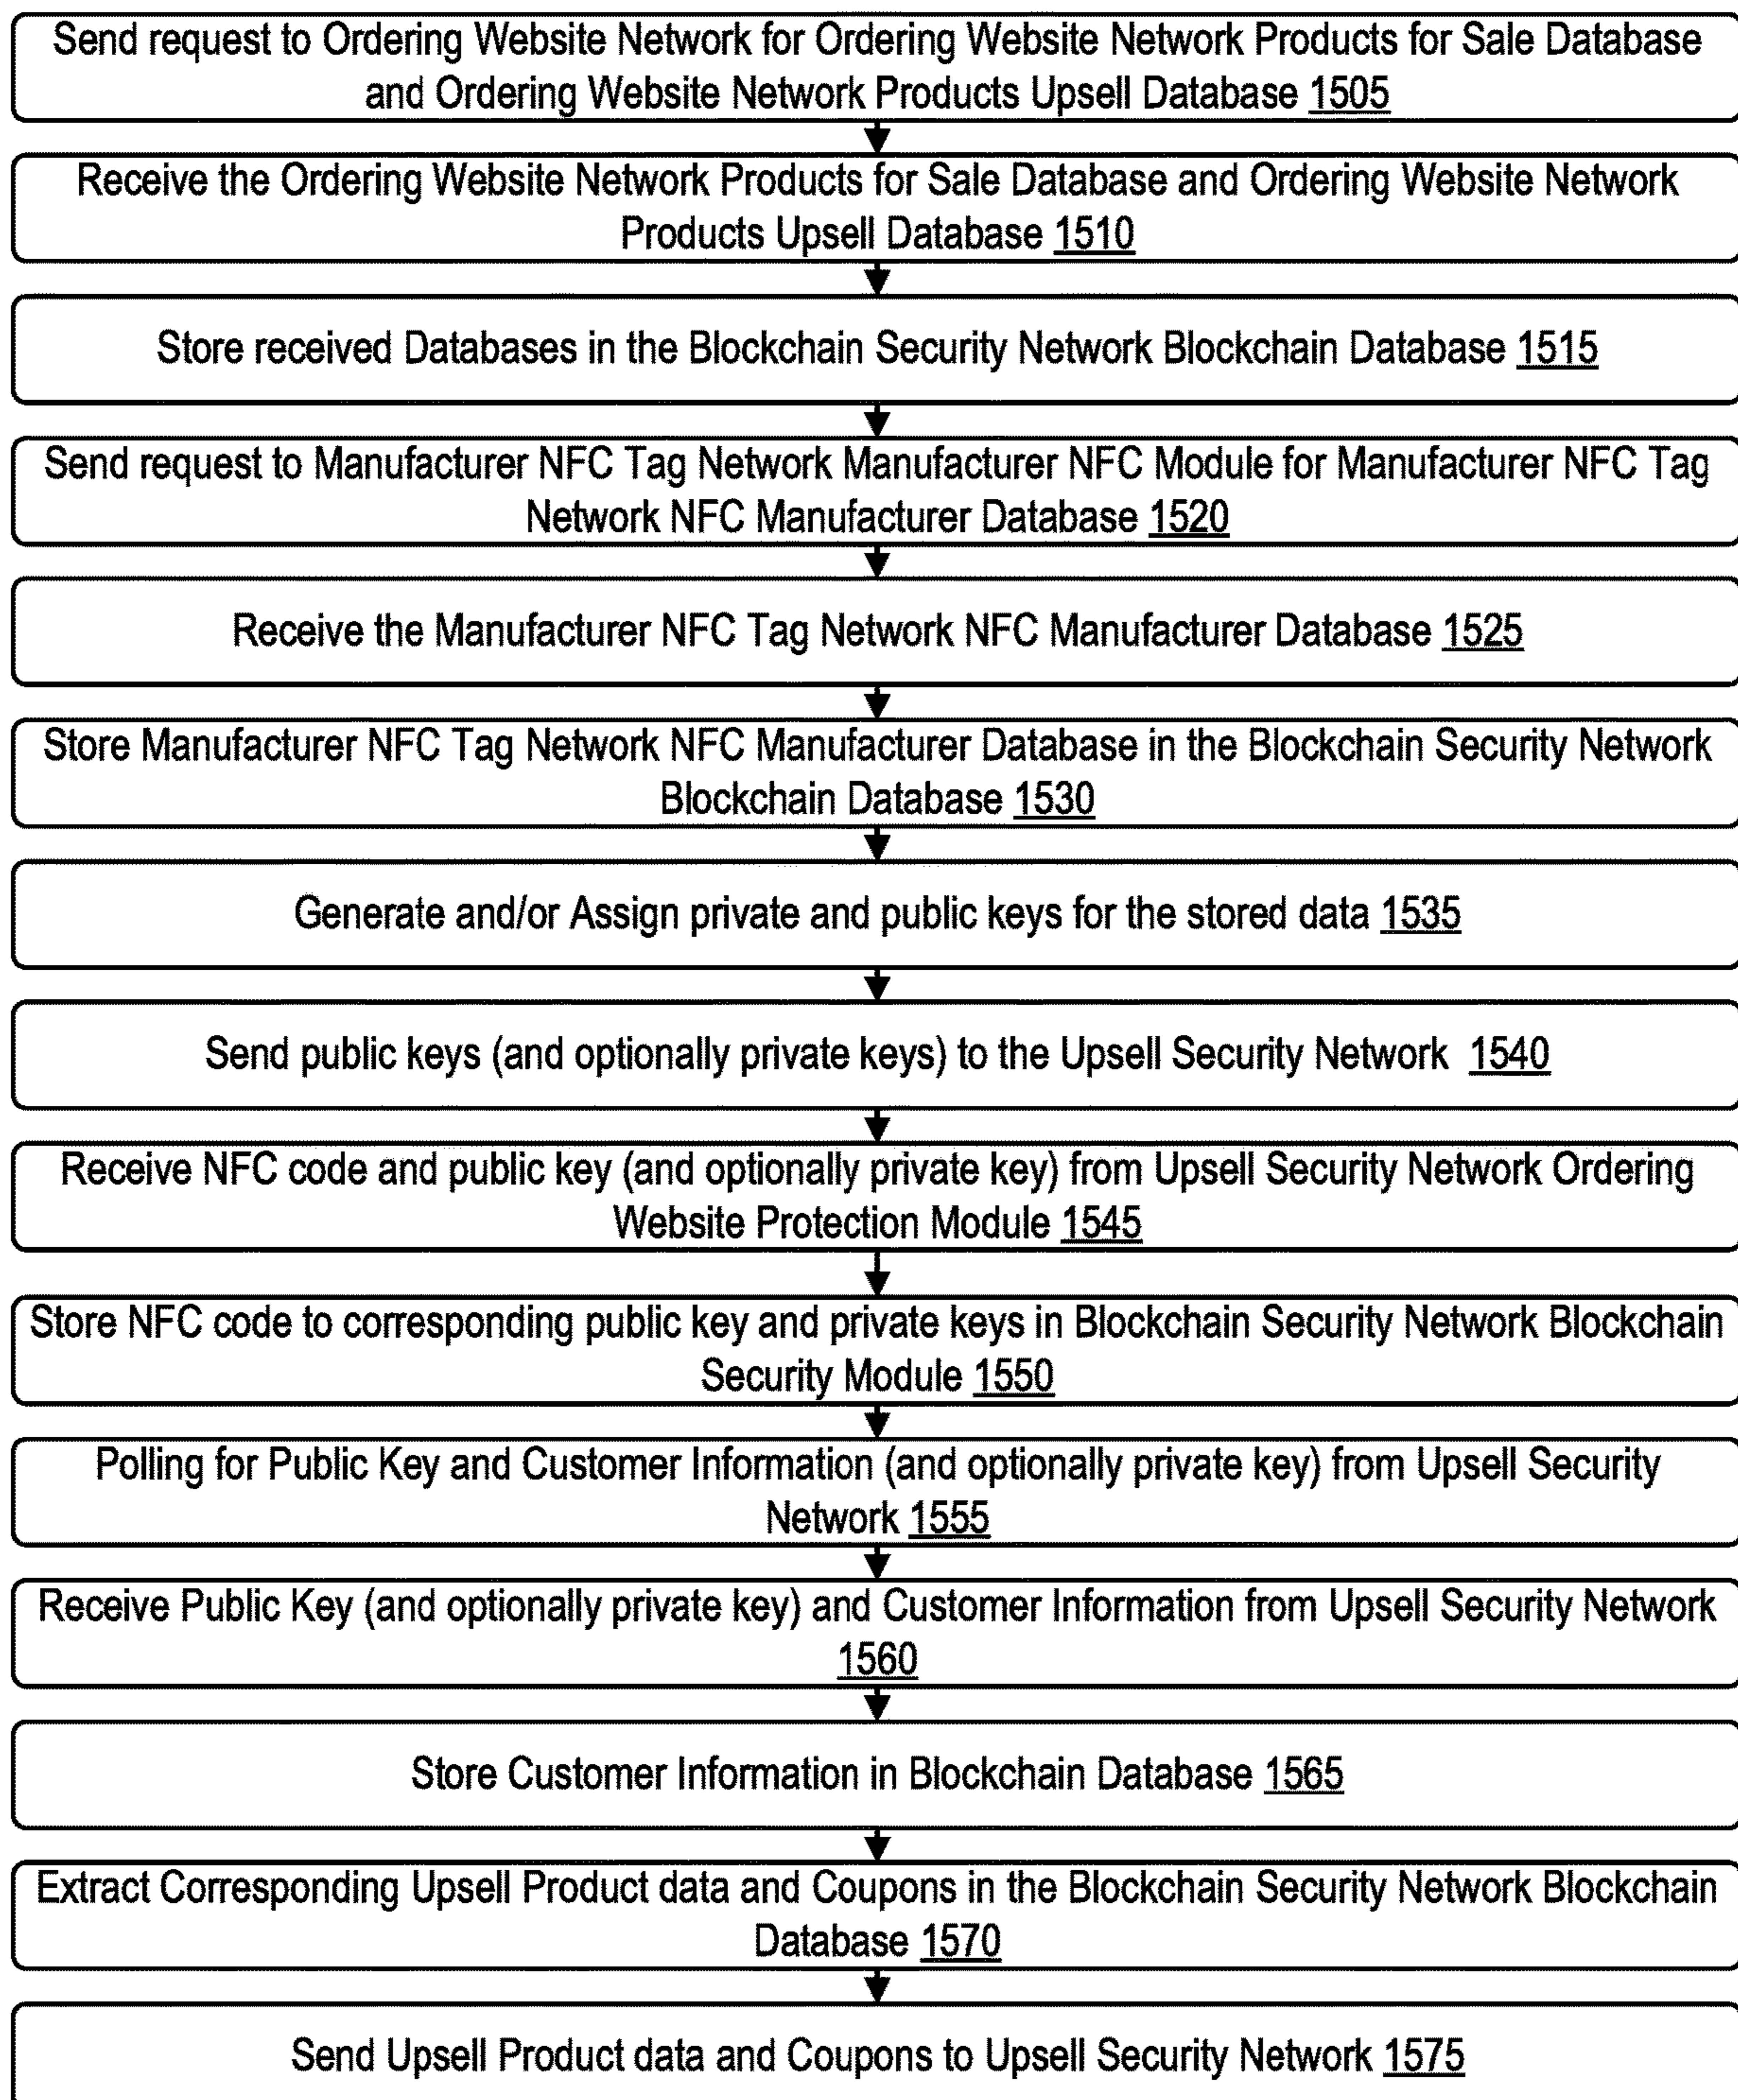 Send request to Ordering Website Network for Ordering Website Network Products for Sale Database
and Ordering Website Network Products Upsell Database 1505
Receive the Ordering Website Network Products for Sale Database and Ordering Website Network
Products Upsell Database 1510
Store received Databases in the Blockchain Security Network Blockchain Database 1515
Send request to Manufacturer NFC Tag Network Manufacturer NFC Module for Manufacturer NFC Tag
Network NFC Manufacturer Database 1520
Receive the Manufacturer NFC Tag Network NFC Manufacturer Database 1525
Store Manufacturer NFC Tag Network NFC Manufacturer Database in the Blockchain Security Network
Blockchain Database 1530
Generate and/or Assign private and public keys for the stored data 1535
Send public keys (and optionally private keys) to the Upsell Security Network 1540
Receive NFC code and public key (and optionally private key) from Upsell Security Network Ordering
Website Protection Module 1545
Store NFC code to corresponding public key and private keys in Blockchain Security Network Blockchain
Security Module 1550
Polling for Public Key and Customer Information (and optionally private key) from Upsell Security
Network 1555
Receive Public Key (and optionally private key) and Customer Information from Upsell Security Network
1560
Store Customer Information in Blockchain Database 1565
Extract Corresponding Upsell Product data and Coupons in the Blockchain Security Network Blockchain
Database 1570
Send Upsell Product data and Coupons to Upsell Security Network 1575